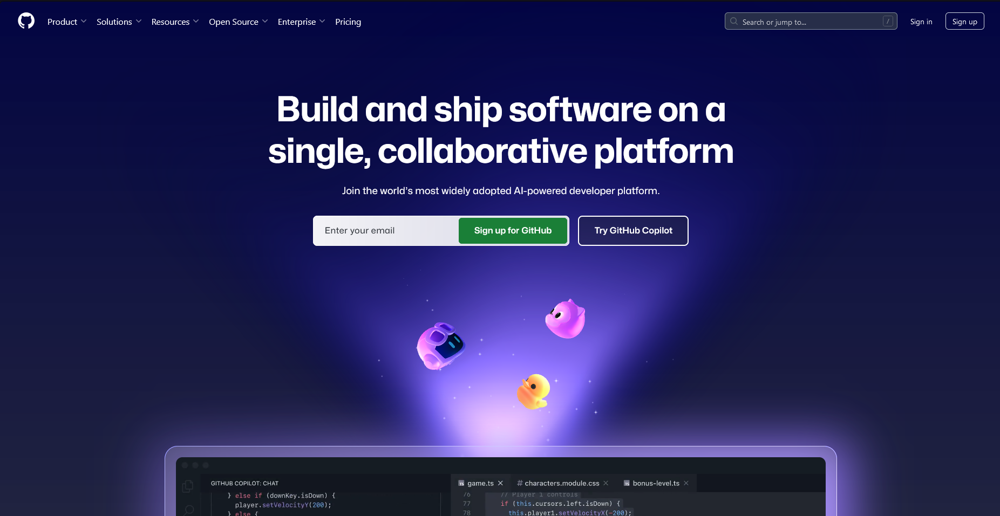 Product
Solutions
Resources
Open Source
Enterprise
Pricing
Search or jump to...
/
Sign in
Sign up
Build and ship software on a
single, collaborative platform
Join the world’s most widely adopted AI-powered developer platform.
Enter your email
Sign up for GitHub
Try GitHub Copilot
GITHUB COPILOT: CHAT
} else if (downKey.isDown) {
player.setVelocityY(200);
} else {
TS game.ts
# characters.module.css
TS bonus-level.ts
76 // Player 1 controls
77 if (this.cursors.left.isDown) {
78 this.player1.setVelocityX(-200);